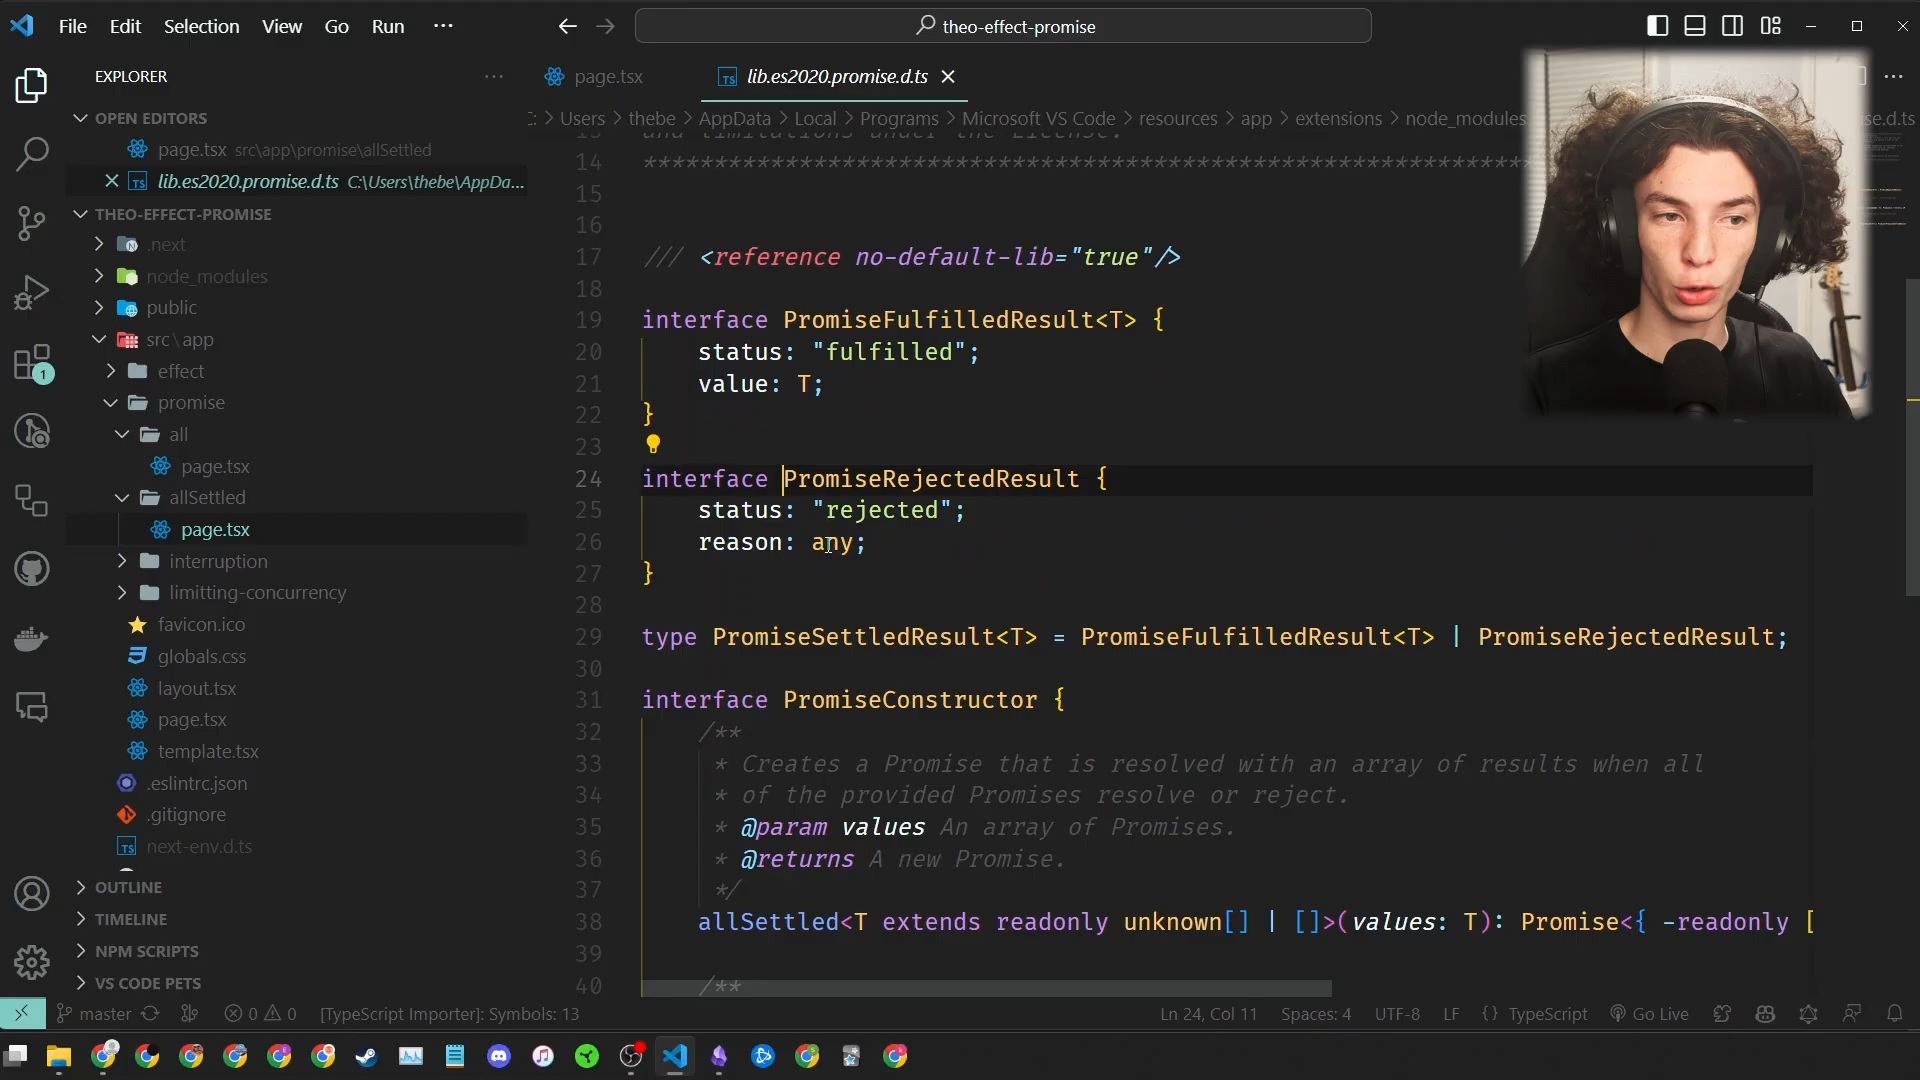 File Edit Selection View Go Run ···
theo-effect-promise
EXPLORER
OPEN EDITORS
page.tsx src\app\promise\allSettled
lib.es2020.promise.d.ts C:\Users\thebe\AppDa...
THEO-EFFECT-PROMISE
.next
node_modules
public
src\app
effect
promise
all
page.tsx
allSettled
page.tsx
interruption
limitting-concurrency
favicon.ico
globals.css
layout.tsx
page.tsx
template.tsx
.eslintrc.json
.gitignore
next-env.d.ts
OUTLINE
TIMELINE
NPM SCRIPTS
VS CODE PETS
page.tsx lib.es2020.promise.d.ts
: > Users > thebe > AppData > Local > Programs > Microsoft VS Code > resources > app > extensions > node_modules se.d.ts
13 and limitations under the License.
14 ***************************************************************
15
16
17 /// <reference no-default-lib="true"/>
18
19 interface PromiseFulfilledResult<T> {
20 status: "fulfilled";
21 value: T;
22 }
23
24 interface PromiseRejectedResult {
25 status: "rejected";
26 reason: any;
27 }
28
29 type PromiseSettledResult<T> = PromiseFulfilledResult<T> | PromiseRejectedResult;
30
31 interface PromiseConstructor {
32 /**
33 * Creates a Promise that is resolved with an array of results when all
34 * of the provided Promises resolve or reject.
35 * @param values An array of Promises.
36 * @returns A new Promise.
37 */
38 allSettled<T extends readonly unknown[] | []>(values: T): Promise<{ -readonly [
39
40 /**
1
master 0 0 [TypeScript Importer]: Symbols: 13 Ln 24, Col 11 Spaces: 4 UTF-8 LF {} TypeScript Go Live